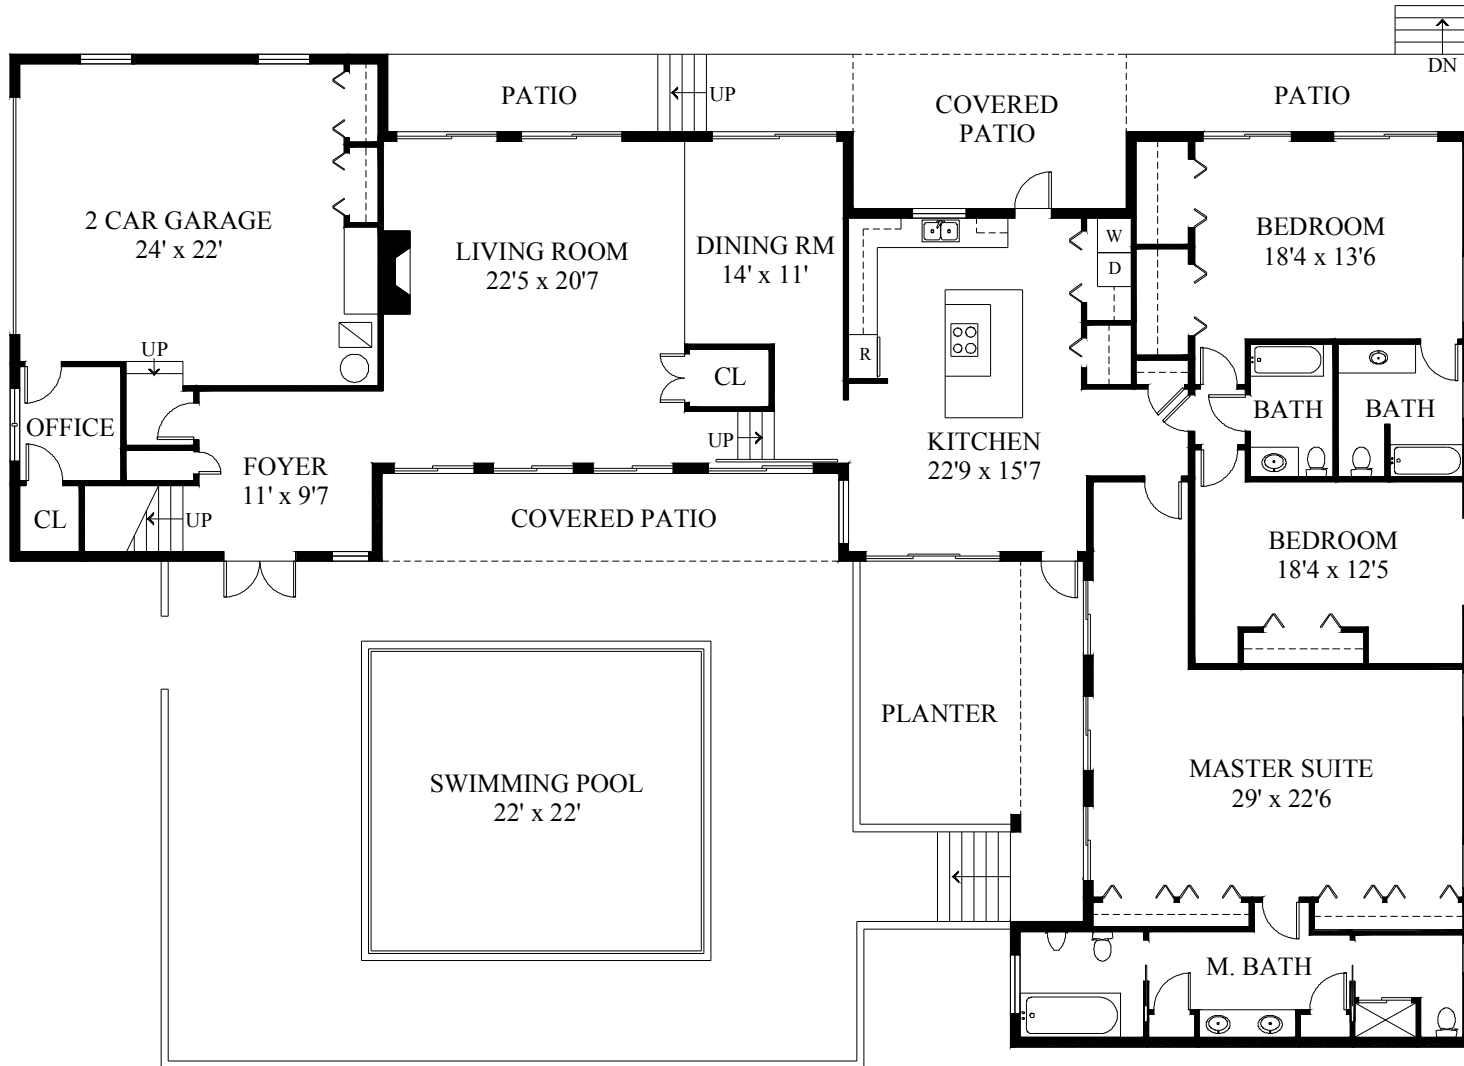 DN
PATIO
UP
COVERED
PATIO
PATIO
2 CAR GARAGE
24' x 22'
LIVING ROOM
22'5 x 20'7
DINING RM
14' x 11'
W
D
BEDROOM
18'4 x 13'6
UP
R
CL
OFFICE
BATH
BATH
UP
KITCHEN
22'9 x 15'7
FOYER
11' x 9'7
CL
UP
COVERED PATIO
BEDROOM
18'4 x 12'5
PLANTER
SWIMMING POOL
22' x 22'
MASTER SUITE
29' x 22'6
M. BATH